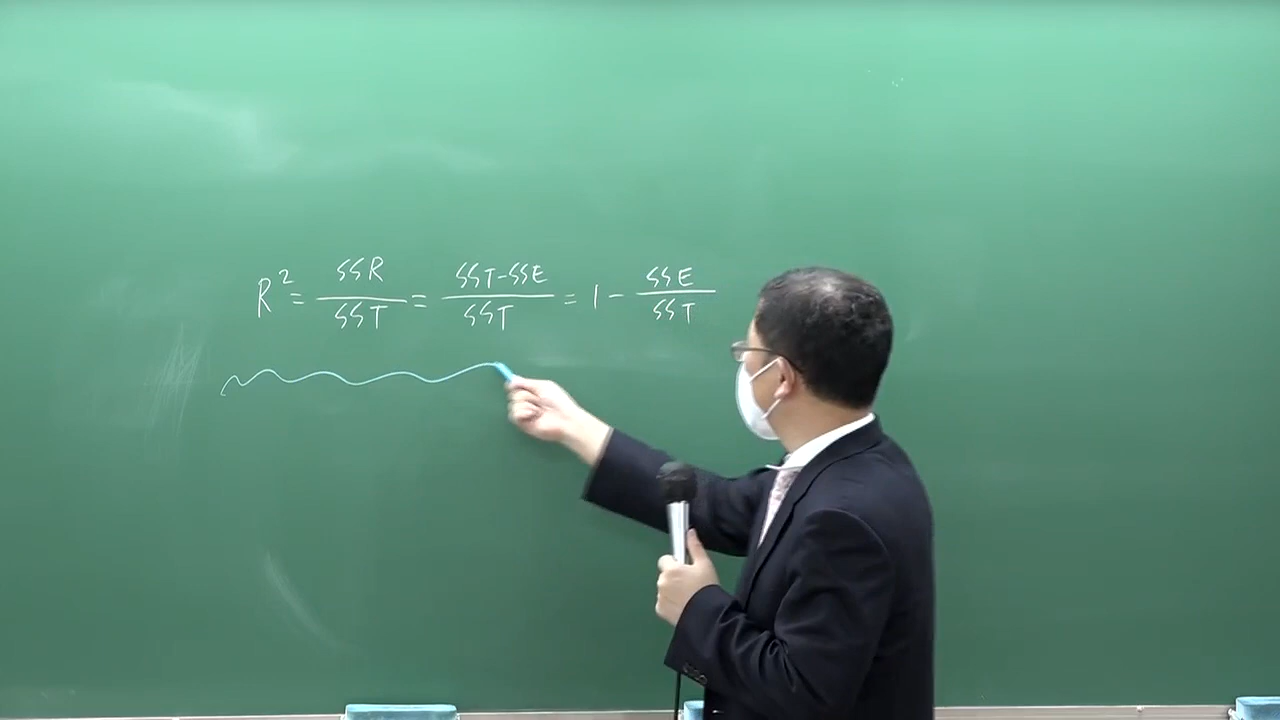 R² = SSR/SST = SST-SSE/SST = 1 - SSE/SST